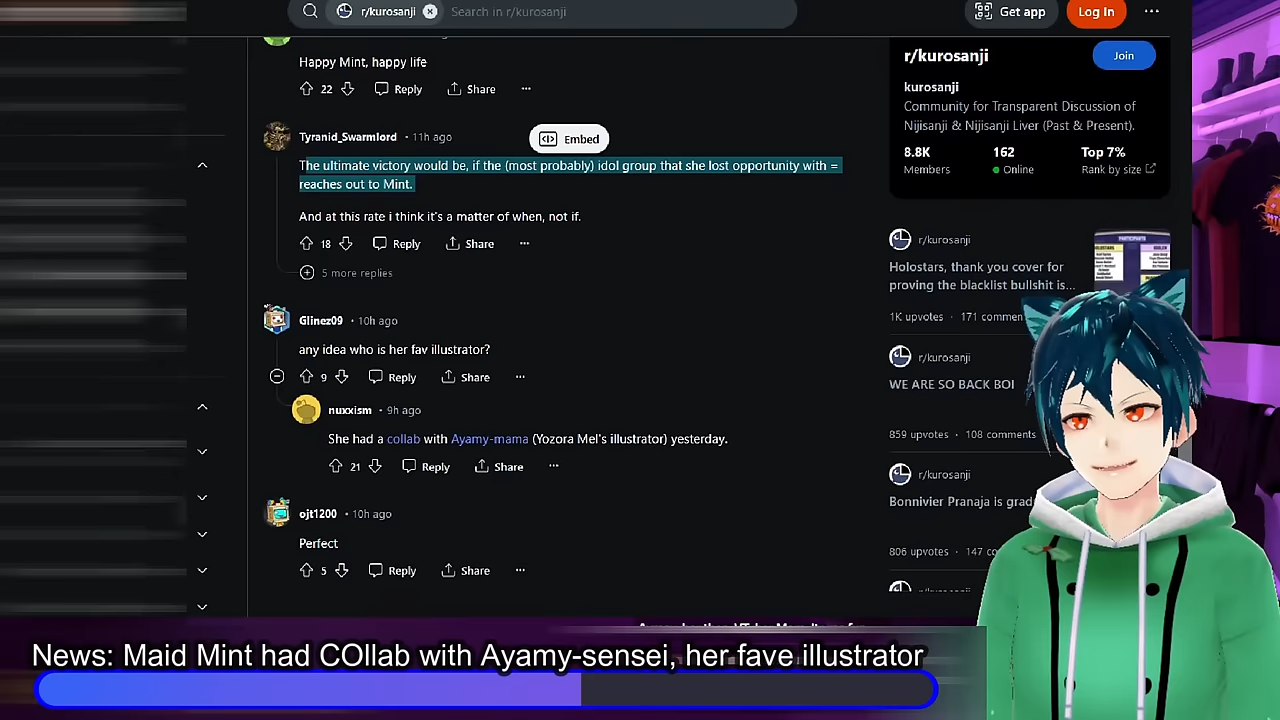 r/kurosanji
Search in r/kurosanji
Get app
Log In
Happy Mint, happy life
22
Reply
Share
Tyranid_Swarmlord • 11h ago
Embed
The ultimate victory would be, if the (most probably) idol group that she lost opportunity with =
reaches out to Mint.
And at this rate i think it's a matter of when, not if.
18
Reply
Share
5 more replies
Glinez09 • 10h ago
any idea who is her fav illustrator?
9
Reply
Share
nuxxism • 9h ago
She had a collab with Ayamy-mama (Yozora Mel's illustrator) yesterday.
21
Reply
Share
ojt1200 • 10h ago
Perfect
5
Reply
Share
r/kurosanji
Join
kurosanji
Community for Transparent Discussion of
Nijisanji & Nijisanji Liver (Past & Present).
8.8K
162
Top 7%
Members
Online
Rank by size
r/kurosanji
Holostars, thank you cover for
proving the blacklist bullshit is...
1K upvotes · 171 commen
r/kurosanji
WE ARE SO BACK BOI
859 upvotes · 108 comments
r/kurosanji
Bonnivier Pranaja is grad
806 upvotes · 147 co
News: Maid Mint had COllab with Ayamy-sensei, her fave illustrator